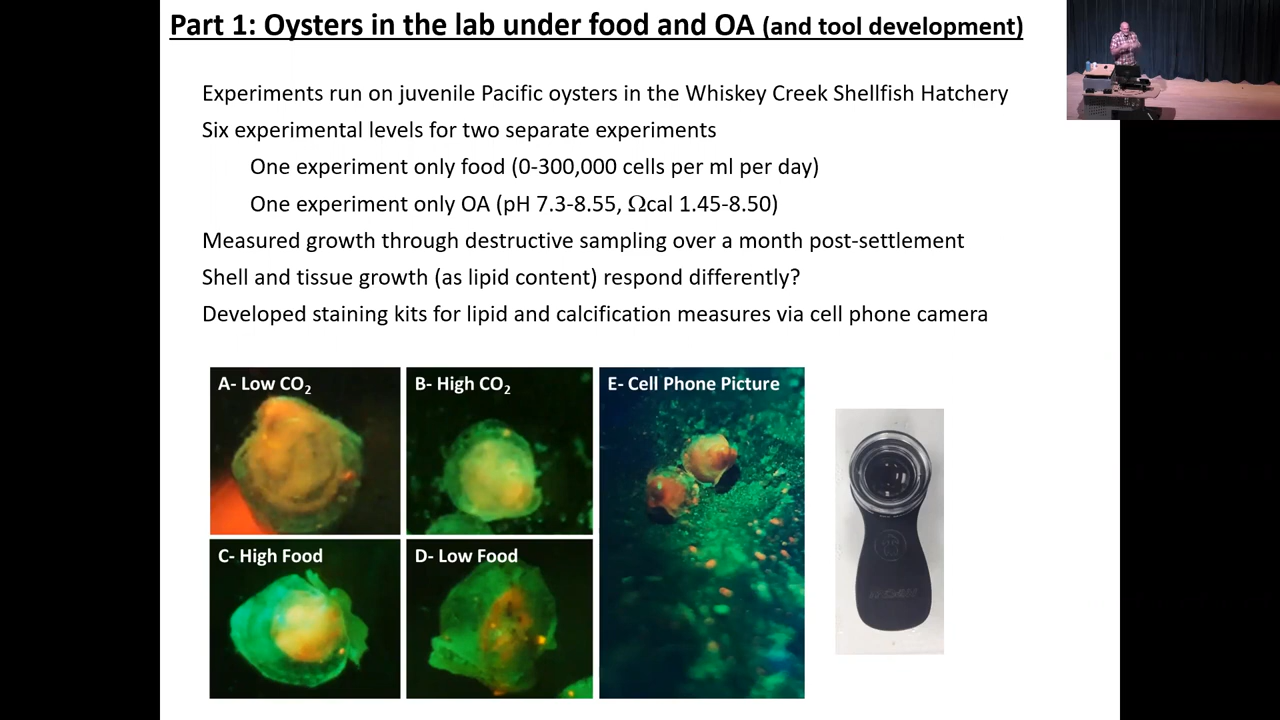 Part 1: Oysters in the lab under food and OA (and tool development)
Experiments run on juvenile Pacific oysters in the Whiskey Creek Shellfish Hatchery
Six experimental levels for two separate experiments
One experiment only food (0-300,000 cells per ml per day)
One experiment only OA (pH 7.3-8.55, Ωcal 1.45-8.50)
Measured growth through destructive sampling over a month post-settlement
Shell and tissue growth (as lipid content) respond differently?
Developed staining kits for lipid and calcification measures via cell phone camera
A- Low CO₂
B- High CO₂
E- Cell Phone Picture
C- High Food
D- Low Food